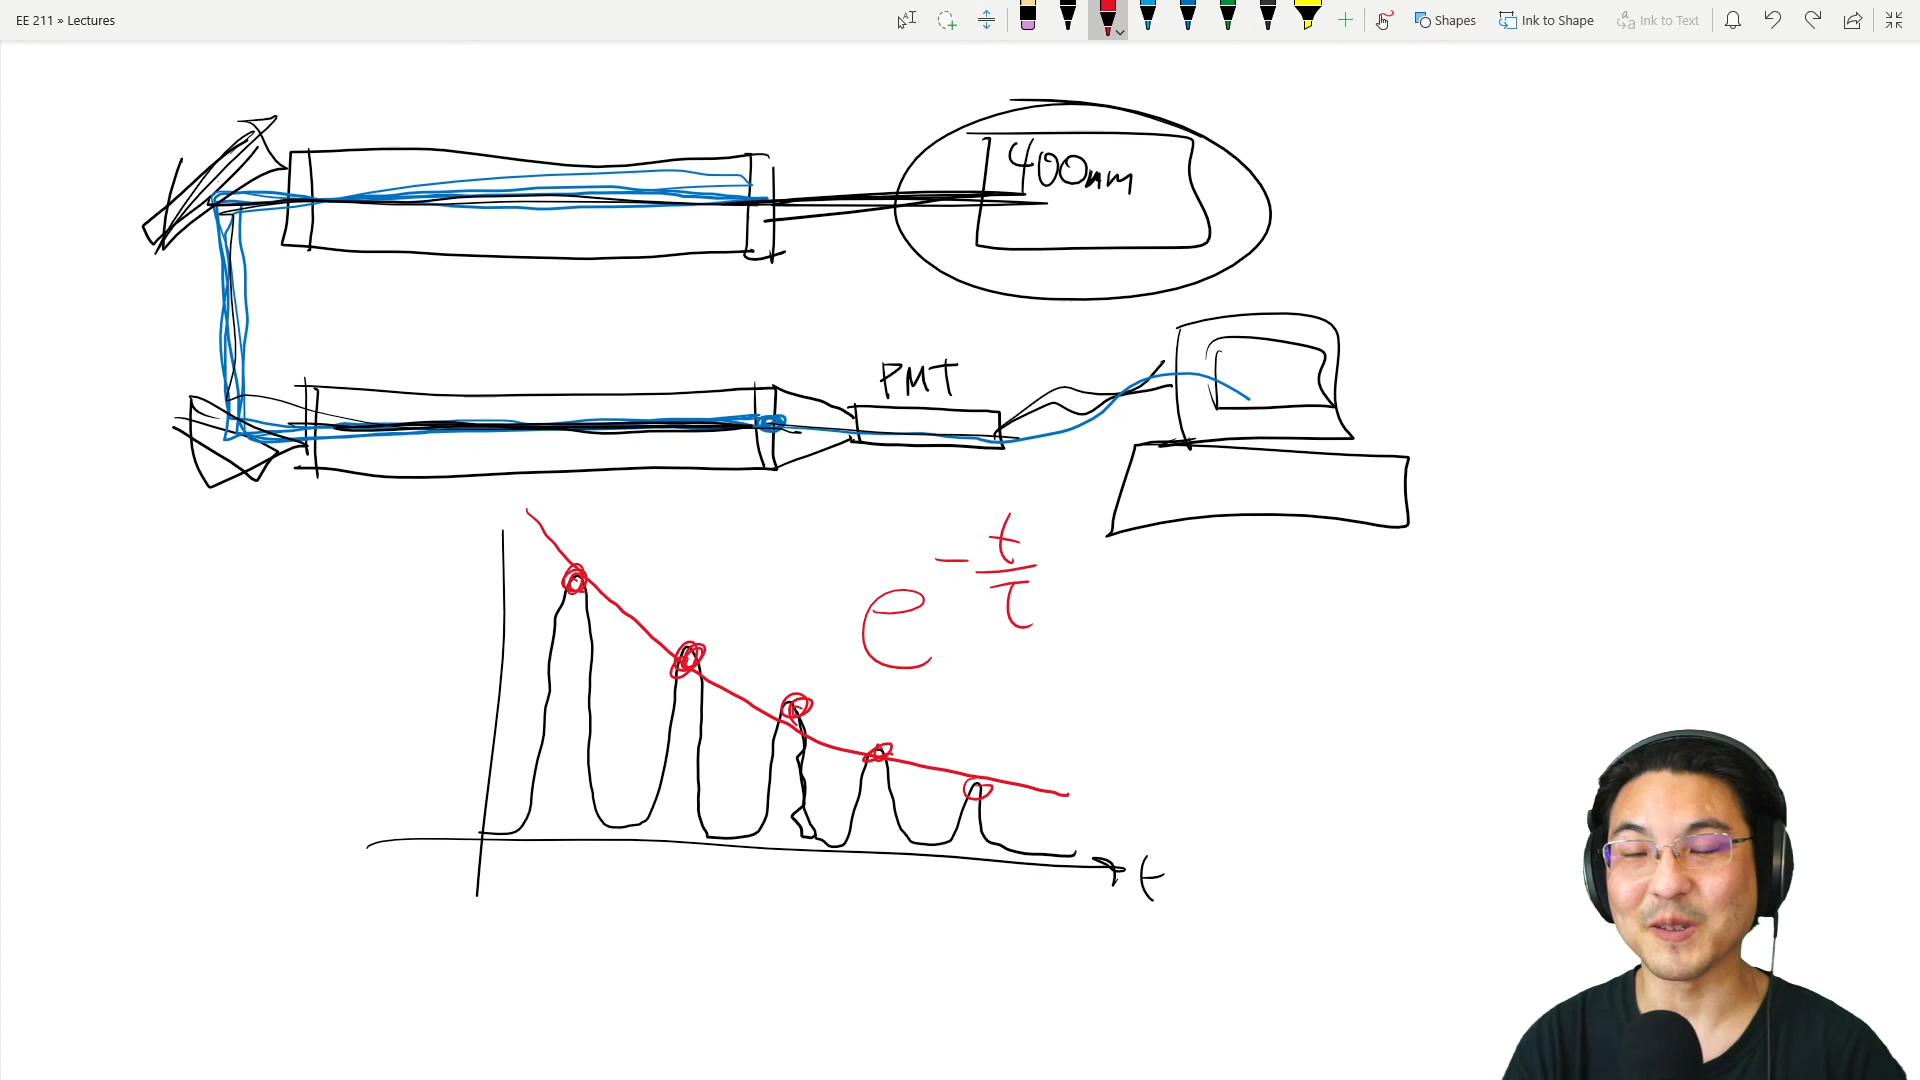 EE 211 » Lectures
Shapes
Ink to Shape
Ink to Text
400nm
PMT
e^-t/τ
t